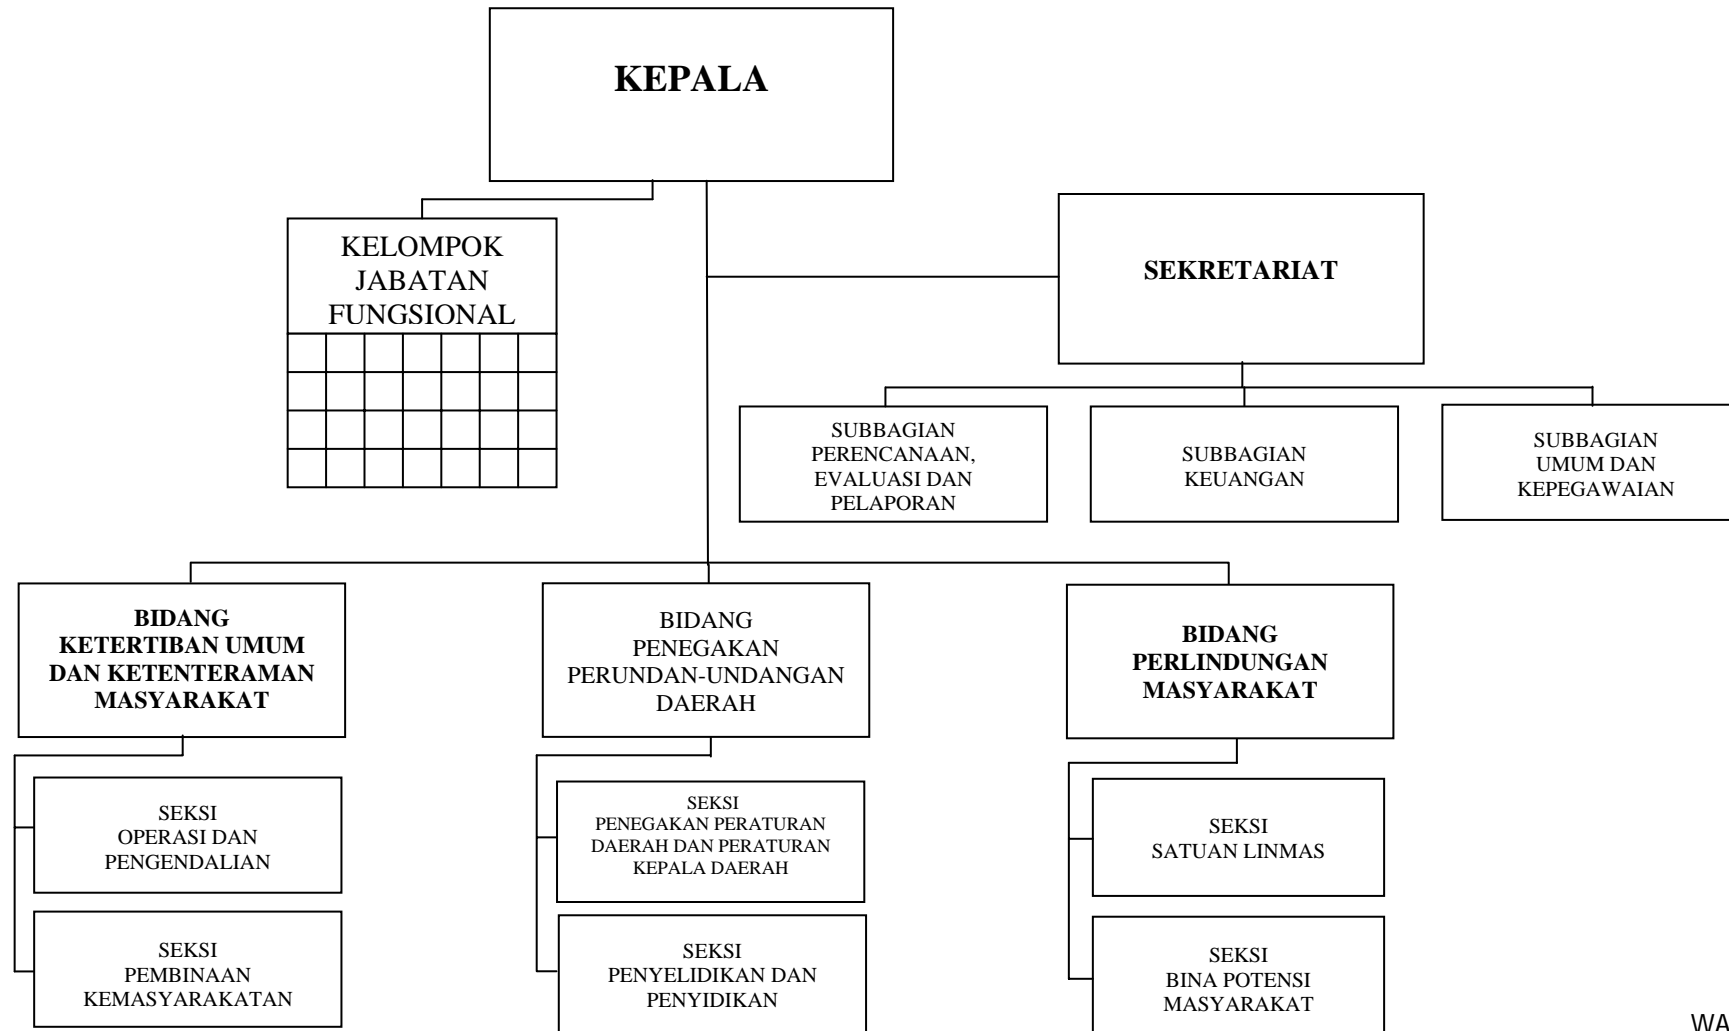 KEPALA
KELOMPOK
JABATAN
FUNGSIONAL
SEKRETARIAT
SUBBAGIAN
PERENCANAAN,
EVALUASI DAN
PELAPORAN
SUBBAGIAN
KEUANGAN
SUBBAGIAN
UMUM DAN
KEPEGAWAIAN
BIDANG
KETERTIBAN UMUM
DAN KETENTERAMAN
MASYARAKAT
BIDANG
PENEGAKAN
PERUNDAN-UNDANGAN
DAERAH
BIDANG
PERLINDUNGAN
MASYARAKAT
SEKSI
OPERASI DAN
PENGENDALIAN
SEKSI
PENEGAKAN PERATURAN
DAERAH DAN PERATURAN
KEPALA DAERAH
SEKSI
SATUAN LINMAS
SEKSI
PEMBINAAN
KEMASYARAKATAN
SEKSI
PENYELIDIKAN DAN
PENYIDIKAN
SEKSI
BINA POTENSI
MASYARAKAT
WA